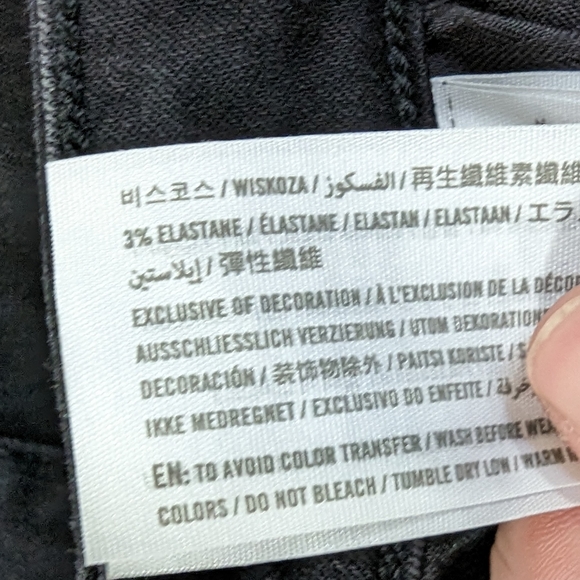 비스코스 / WISKOZA / الفسكوز / 再生纖維素纖維
3% ELASTANE / ÉLASTANE / ELASTAN / ELASTAAN / エラ
إيلاستين / 彈性纖維
EXCLUSIVE OF DECORATION / À L'EXCLUSION DE LA DÉCO
AUSSCHLIESSLICH VERZIERUNG / UTOM DEKORATION
DECORACIÓN / 装饰物除外 / PAITSI KORISTE / S
IKKE MEDREGNET / EXCLUSIVO DO ENFEITE /
EN: TO AVOID COLOR TRANSFER / WASH BEFORE WEA
COLORS / DO NOT BLEACH / TUMBLE DRY LOW / WARM